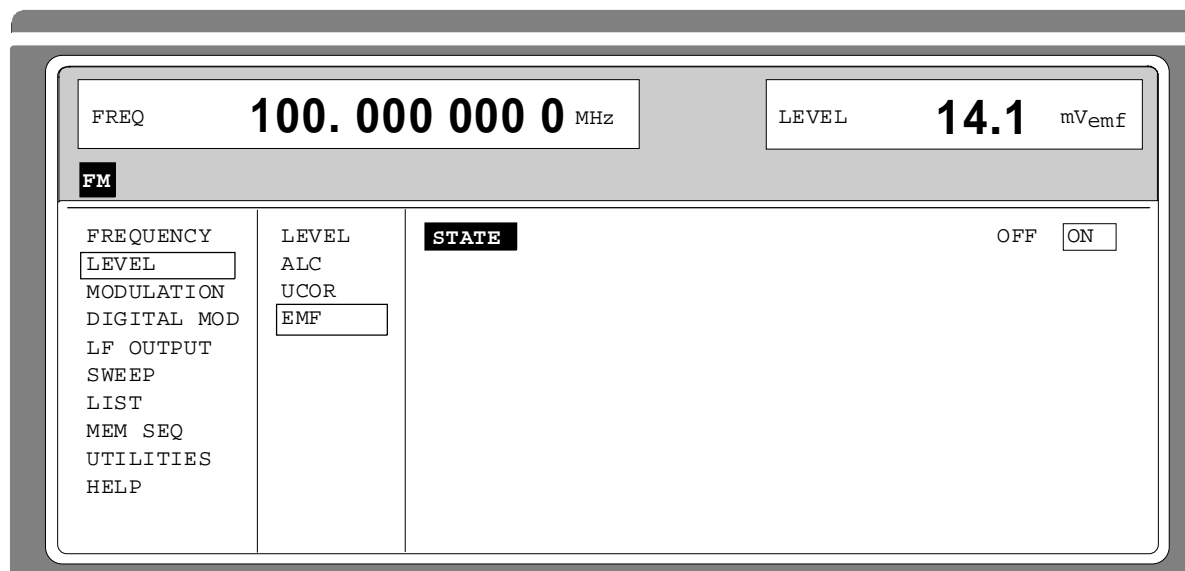 FREQ 100. 000 000 0 MHz LEVEL 14.1 mVemf
FM
FREQUENCY LEVEL STATE OFF ON
LEVEL ALC
MODULATION UCOR
DIGITAL MOD EMF
LF OUTPUT
SWEEP
LIST
MEM SEQ
UTILITIES
HELP